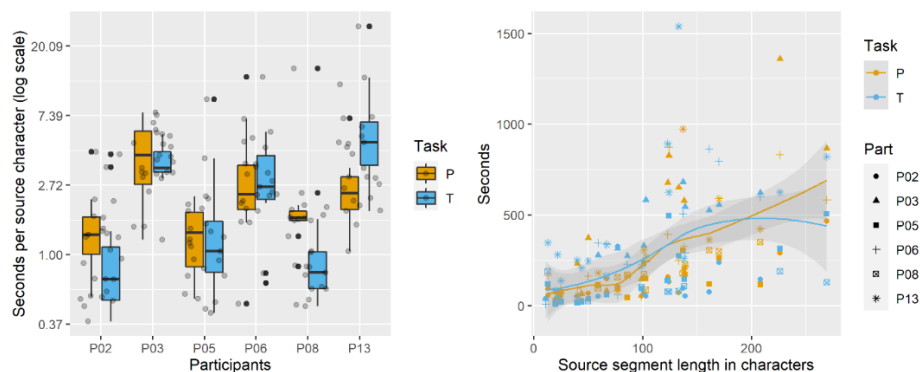 Seconds per source character (log scale)
20.09
7.39
2.72
1.00
0.37
P02 P03 P05 P06 P08 P13
Participants
Task
P
T
Seconds
1500
1000
500
0
0 100 200
Source segment length in characters
Task
P
T
Part
P02
P03
P05
P06
P08
P13